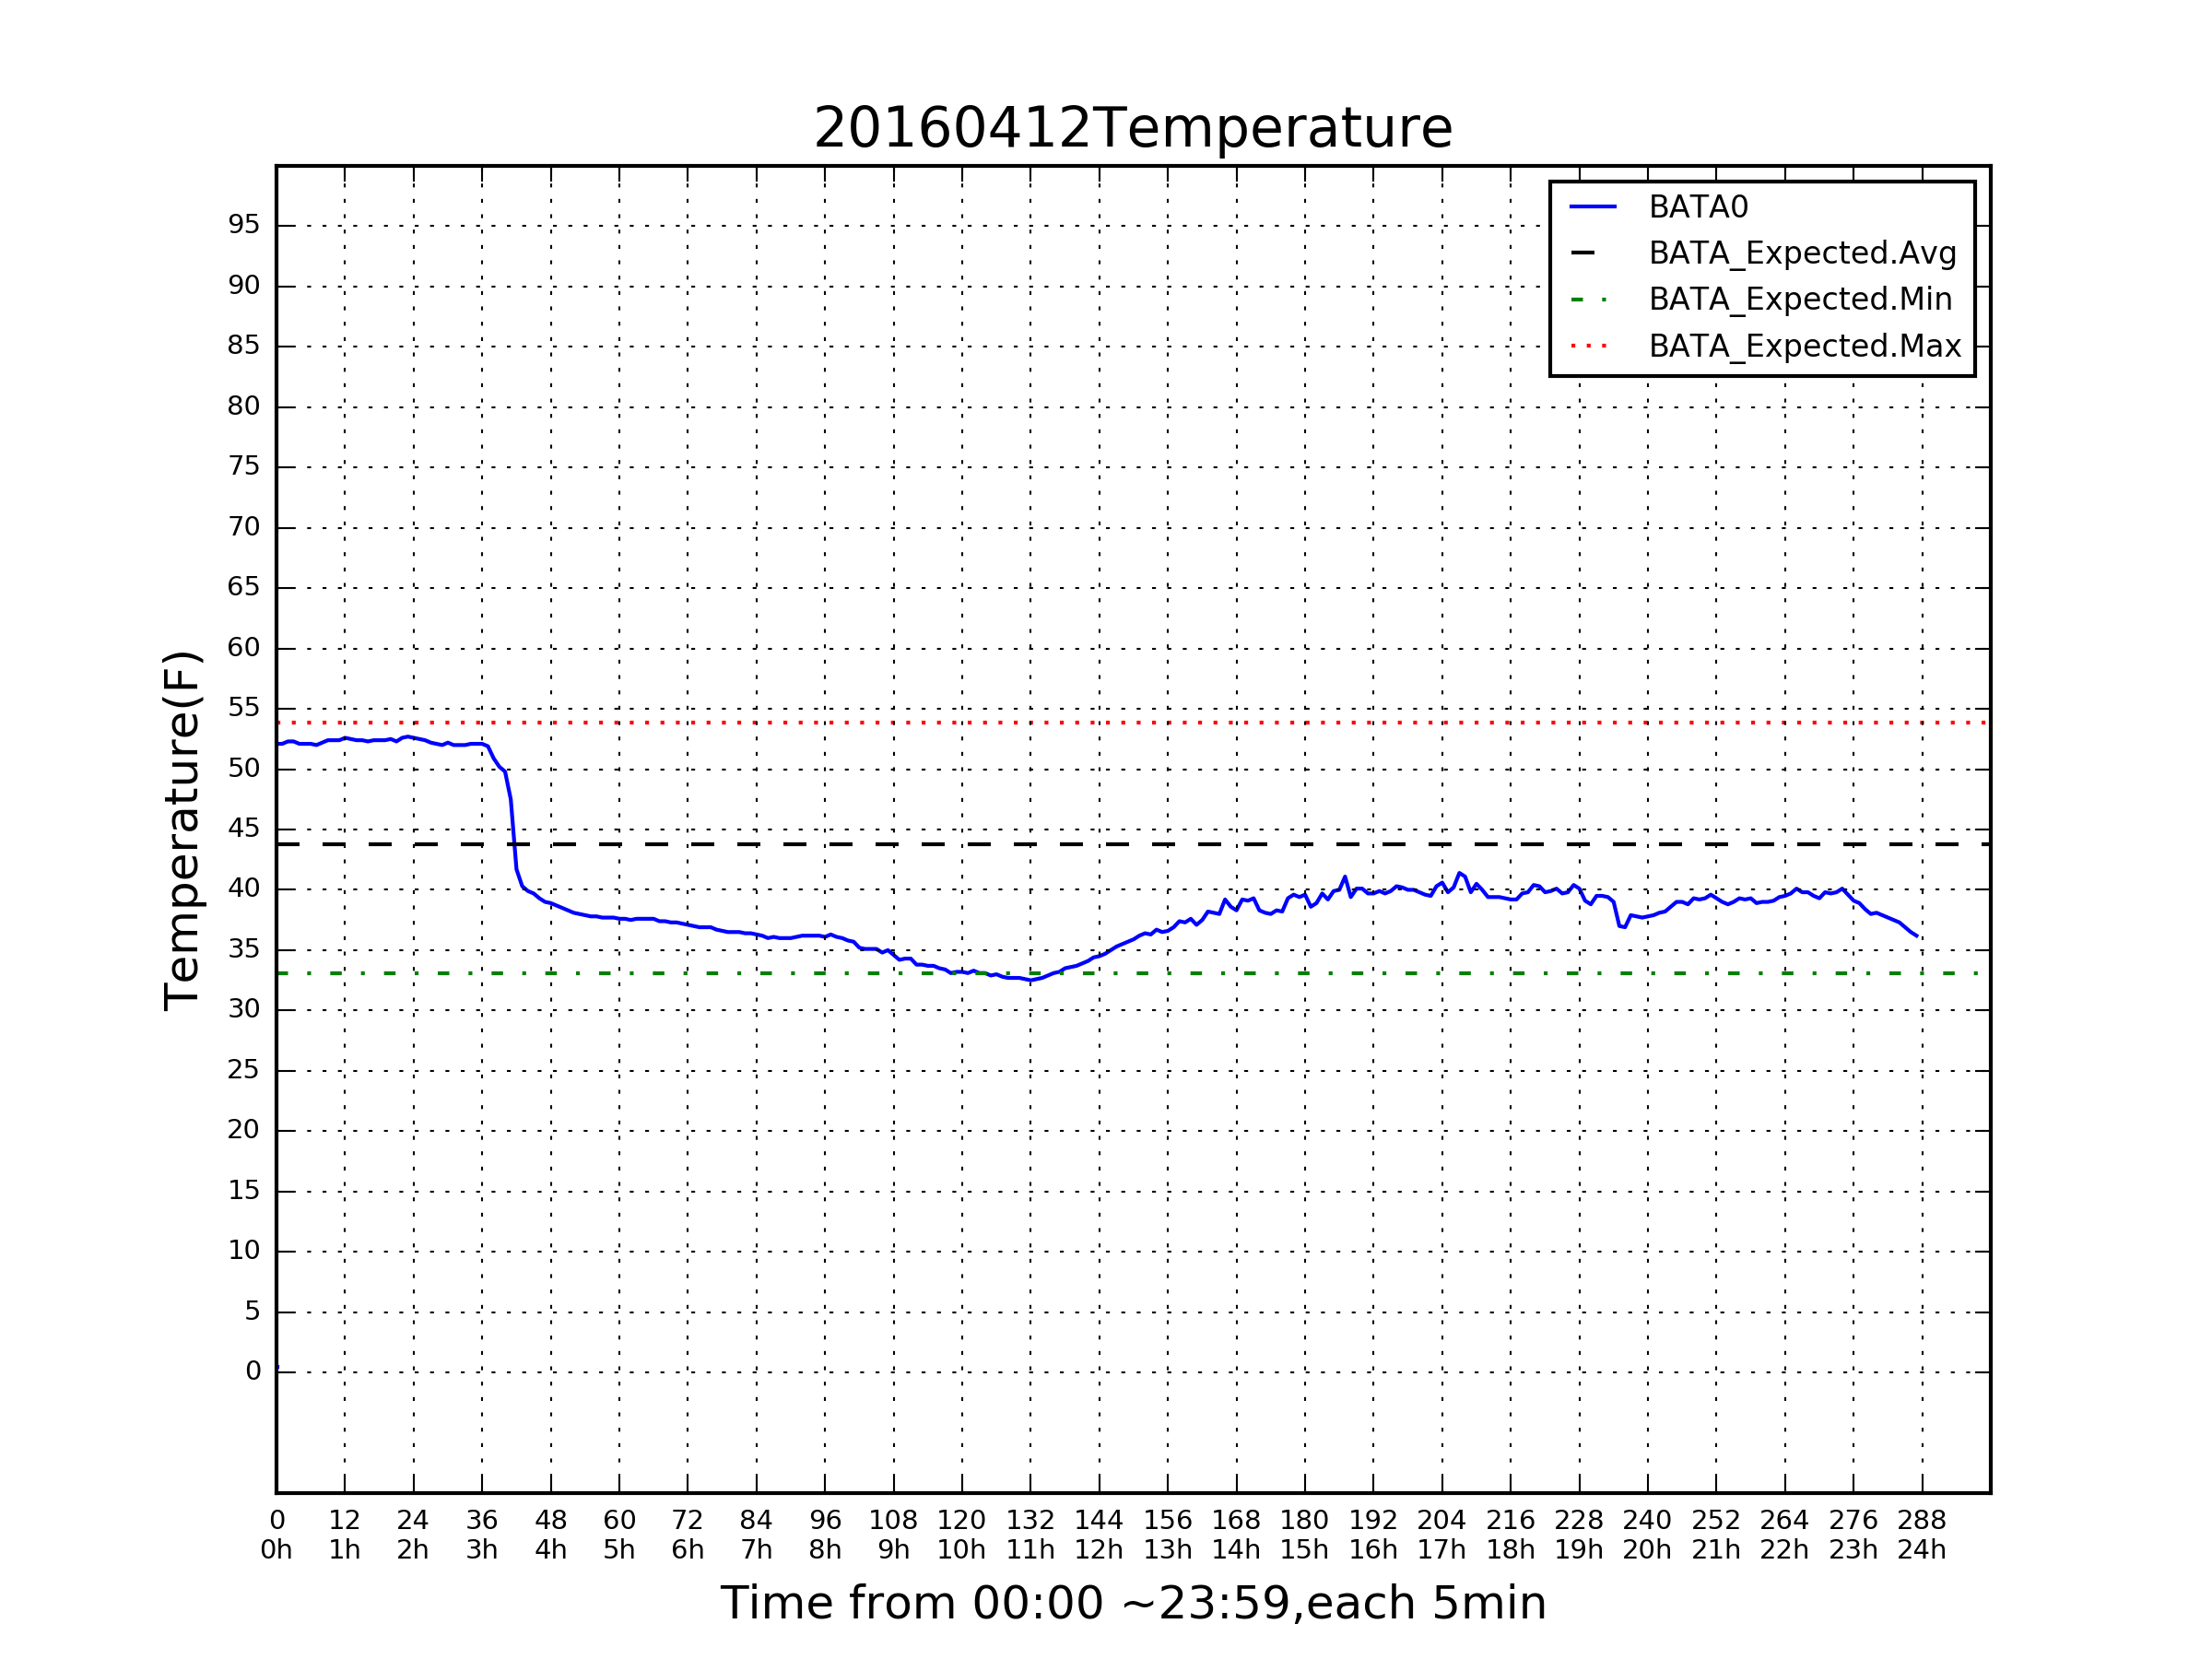 20160412Temperature
BATA0
BATA_Expected.Avg
BATA_Expected.Min
BATA_Expected.Max
Temperature(F)
95
90
85
80
75
70
65
60
55
50
45
40
35
30
25
20
15
10
5
0
0 12 24 36 48 60 72 84 96 108 120 132 144 156 168 180 192 204 216 228 240 252 264 276 288
0h 1h 2h 3h 4h 5h 6h 7h 8h 9h 10h 11h 12h 13h 14h 15h 16h 17h 18h 19h 20h 21h 22h 23h 24h
Time from 00:00 ~23:59,each 5min